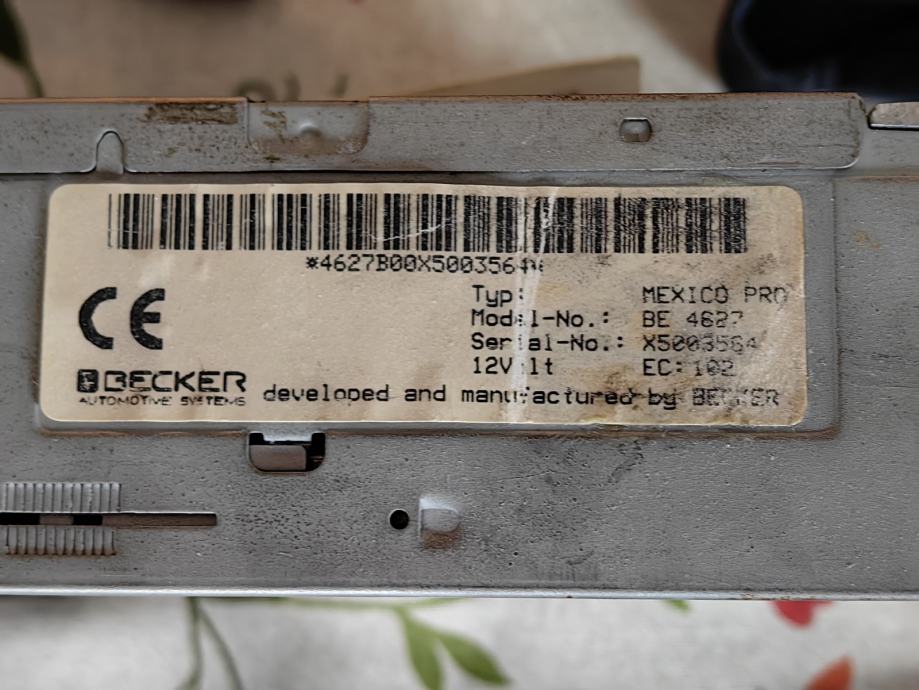 *4627B00X5003564*
Typ: MEXICO PRO
Model-No.: BE 4627
Serial-No.: X5003564
12Volt EC: 102
CE
BECKER
AUTOMOTIVE SYSTEMS
developed and manufactured by BECKER